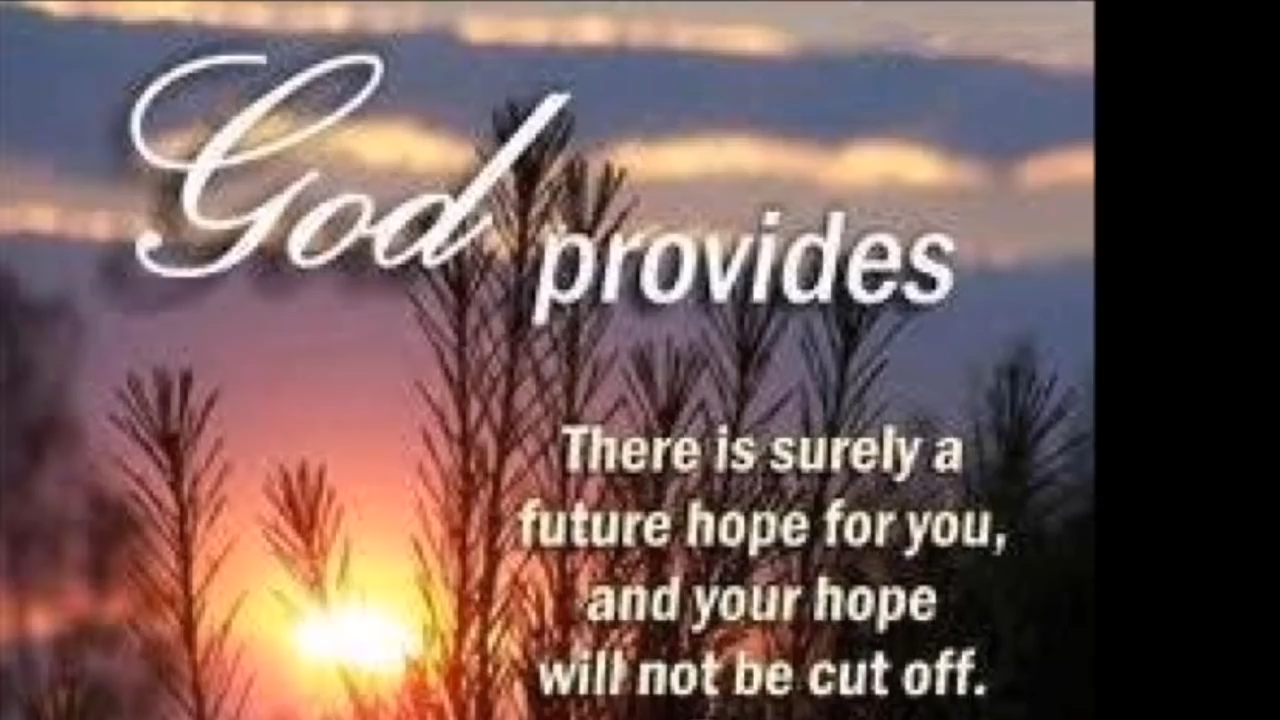 God provides
There is surely a
future hope for you,
and your hope
will not be cut off.